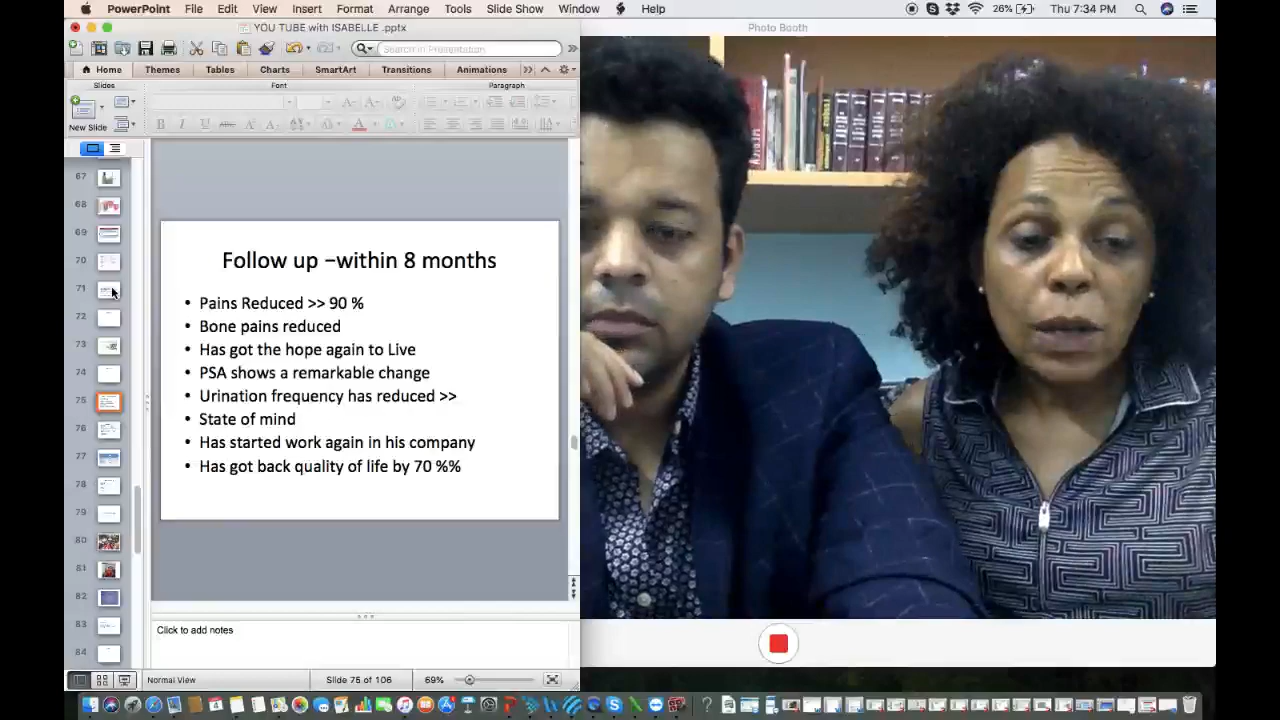 PowerPoint File Edit View Insert Format Arrange Tools Slide Show Window Help 26% Thu 7:34 PM
YOU TUBE with ISABELLE .pptx
Photo Booth
Search in Presentation
Home Themes Tables Charts SmartArt Transitions Animations
Slides Font Paragraph
New Slide
67
68
69
70
71
72
73
74
75
76
77
78
79
80
81
82
83
84
Follow up –within 8 months
• Pains Reduced >> 90 %
• Bone pains reduced
• Has got the hope again to Live
• PSA shows a remarkable change
• Urination frequency has reduced >>
• State of mind
• Has started work again in his company
• Has got back quality of life by 70 %%
Click to add notes
Normal View Slide 75 of 106 69%